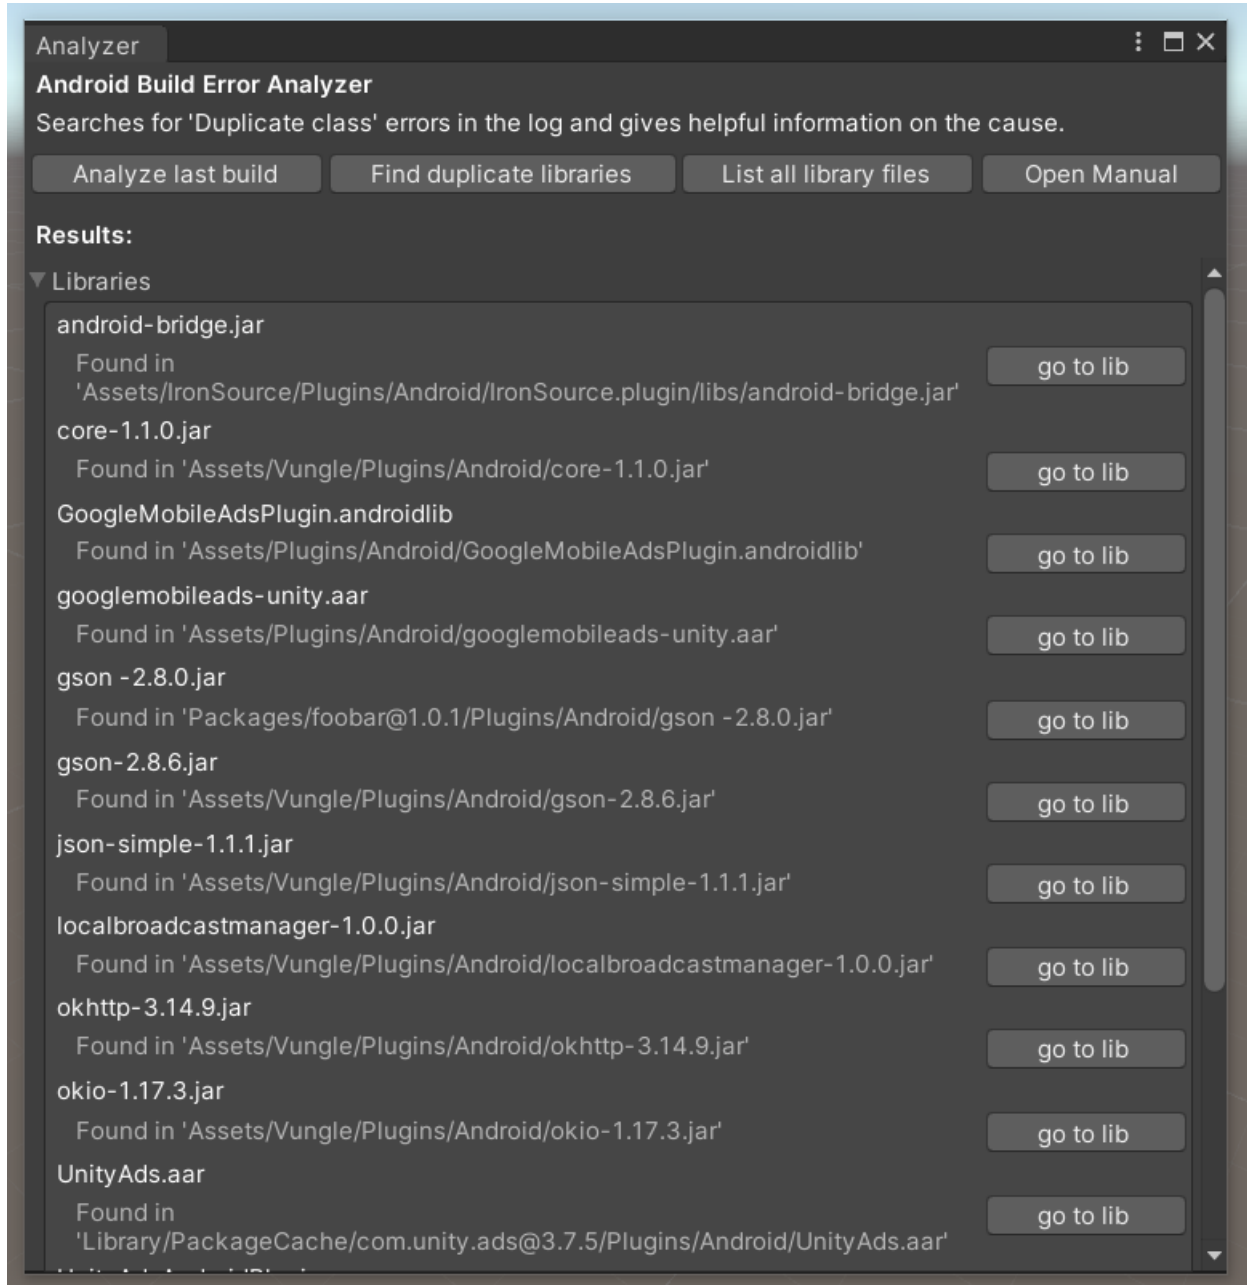 Analyzer
Android Build Error Analyzer
Searches for 'Duplicate class' errors in the log and gives helpful information on the cause.
Analyze last build
Find duplicate libraries
List all library files
Open Manual
Results:
Libraries
android-bridge.jar
Found in
'Assets/IronSource/Plugins/Android/IronSource.plugin/libs/android-bridge.jar'
go to lib
core-1.1.0.jar
Found in 'Assets/Vungle/Plugins/Android/core-1.1.0.jar'
go to lib
GoogleMobileAdsPlugin.androidlib
Found in 'Assets/Plugins/Android/GoogleMobileAdsPlugin.androidlib'
go to lib
googlemobileads-unity.aar
Found in 'Assets/Plugins/Android/googlemobileads-unity.aar'
go to lib
gson -2.8.0.jar
Found in 'Packages/foobar@1.0.1/Plugins/Android/gson -2.8.0.jar'
go to lib
gson-2.8.6.jar
Found in 'Assets/Vungle/Plugins/Android/gson-2.8.6.jar'
go to lib
json-simple-1.1.1.jar
Found in 'Assets/Vungle/Plugins/Android/json-simple-1.1.1.jar'
go to lib
localbroadcastmanager-1.0.0.jar
Found in 'Assets/Vungle/Plugins/Android/localbroadcastmanager-1.0.0.jar'
go to lib
okhttp-3.14.9.jar
Found in 'Assets/Vungle/Plugins/Android/okhttp-3.14.9.jar'
go to lib
okio-1.17.3.jar
Found in 'Assets/Vungle/Plugins/Android/okio-1.17.3.jar'
go to lib
UnityAds.aar
Found in
'Library/PackageCache/com.unity.ads@3.7.5/Plugins/Android/UnityAds.aar'
go to lib